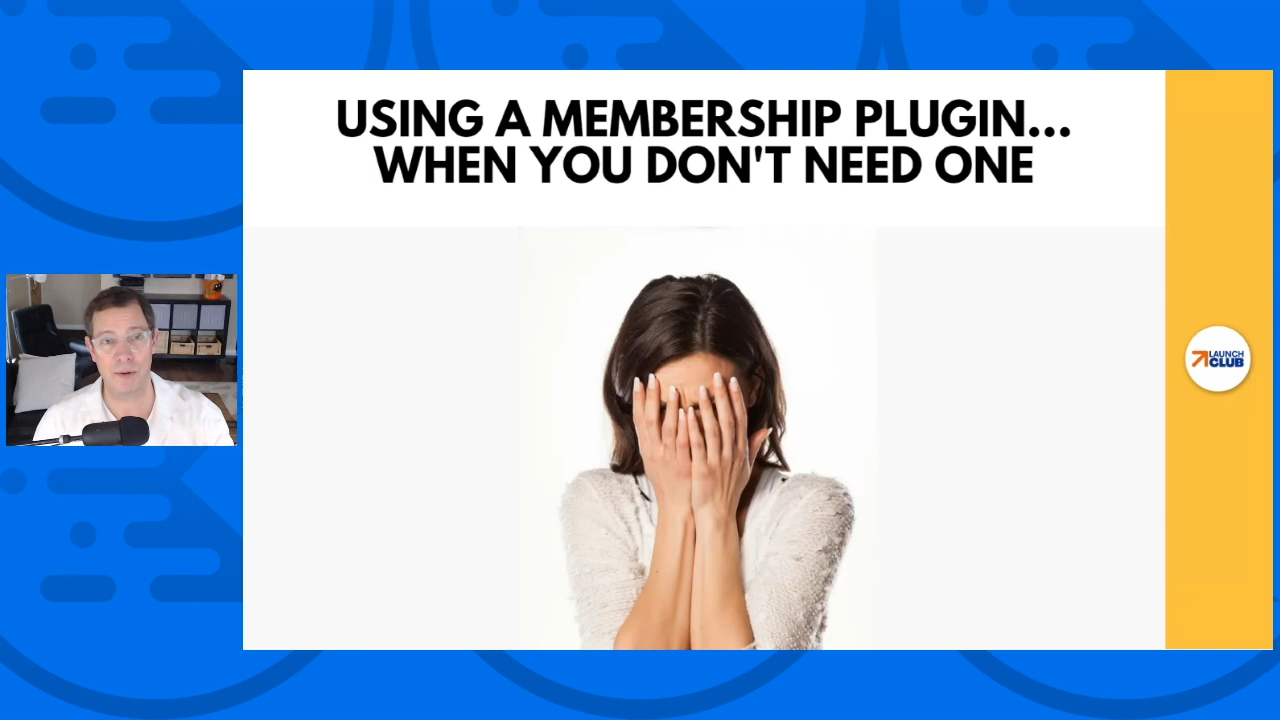 USING A MEMBERSHIP PLUGIN...
WHEN YOU DON'T NEED ONE
LAUNCH
CLUB